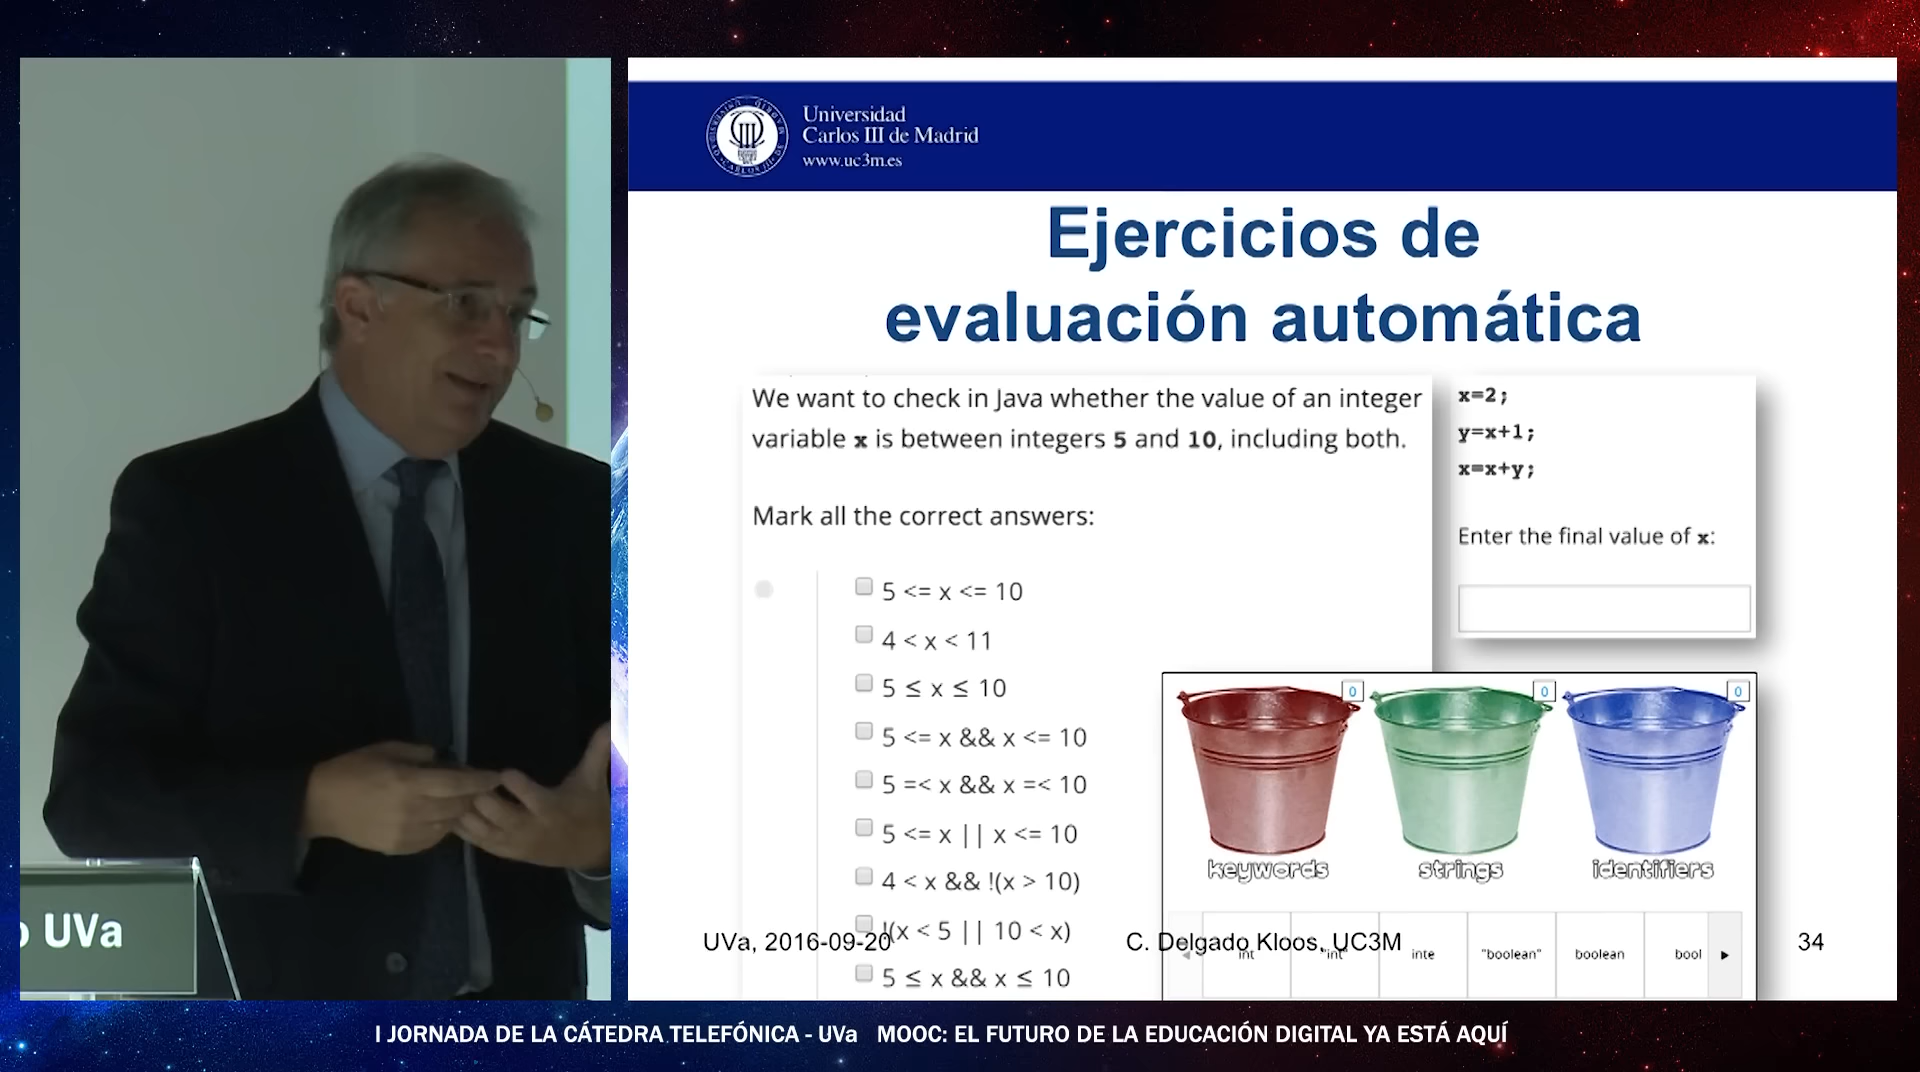 Universidad
Carlos III de Madrid
www.uc3m.es
Ejercicios de
evaluación automática
We want to check in Java whether the value of an integer
variable x is between integers 5 and 10, including both.
Mark all the correct answers:
5 <= x <= 10
4 < x < 11
5 ≤ x ≤ 10
5 <= x && x <= 10
5 =< x && x =< 10
5 <= x || x <= 10
4 < x && !(x > 10)
!(x < 5 || 10 < x)
5 ≤ x && x ≤ 10
x=2;
y=x+1;
x=x+y;
Enter the final value of x:
0
0
0
keywords
strings
identifiers
int
"int"
inte
"boolean"
boolean
bool
UVa, 2016-09-20
C. Delgado Kloos, UC3M
34
UVa
I JORNADA DE LA CÁTEDRA TELEFÓNICA - UVa MOOC: EL FUTURO DE LA EDUCACIÓN DIGITAL YA ESTÁ AQUÍ